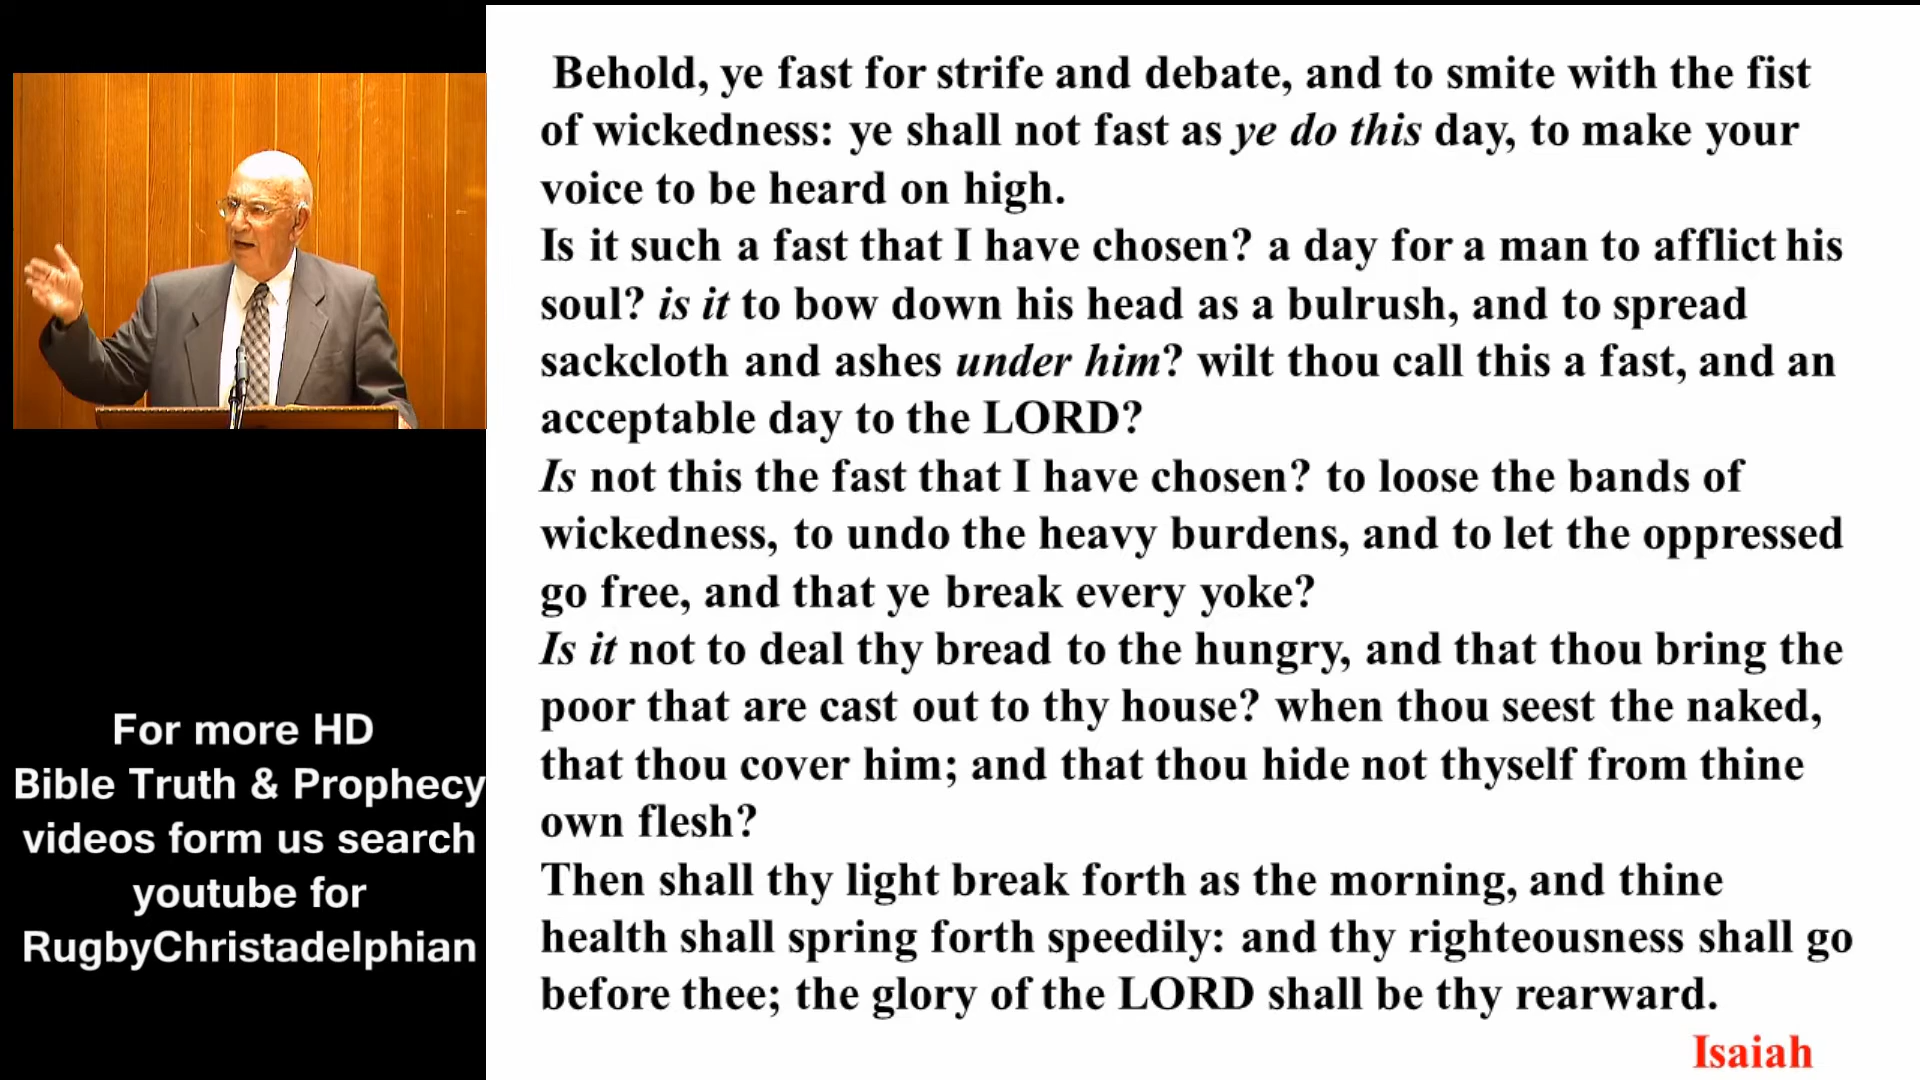 Behold, ye fast for strife and debate, and to smite with the fist
of wickedness: ye shall not fast as ye do this day, to make your
voice to be heard on high.
Is it such a fast that I have chosen? a day for a man to afflict his
soul? is it to bow down his head as a bulrush, and to spread
sackcloth and ashes under him? wilt thou call this a fast, and an
acceptable day to the LORD?
Is not this the fast that I have chosen? to loose the bands of
wickedness, to undo the heavy burdens, and to let the oppressed
go free, and that ye break every yoke?
Is it not to deal thy bread to the hungry, and that thou bring the
poor that are cast out to thy house? when thou seest the naked,
that thou cover him; and that thou hide not thyself from thine
own flesh?
Then shall thy light break forth as the morning, and thine
health shall spring forth speedily: and thy righteousness shall go
before thee; the glory of the LORD shall be thy rearward.
Isaiah
For more HD
Bible Truth & Prophecy
videos form us search
youtube for
RugbyChristadelphian